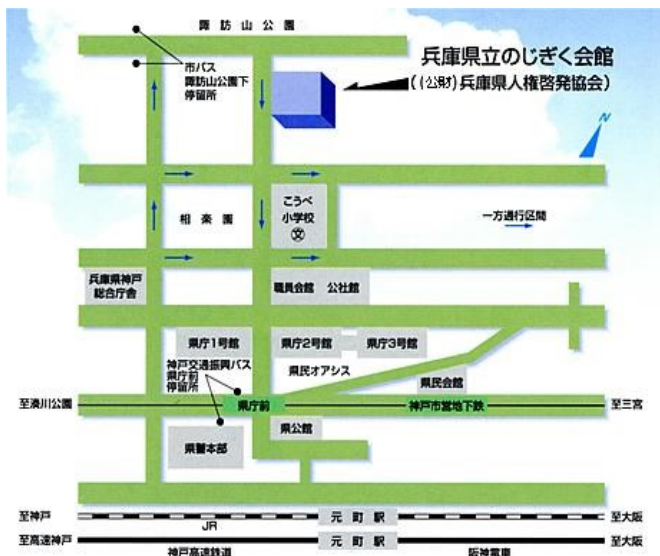 諏訪山公園
兵庫県立のじぎく会館
((公財)兵庫県人権啓発協会)
市バス
諏訪山公園下
停留所
N
こうべ
小学校
文
相楽園
一方通行区間
兵庫県神戸
総合庁舎
職員会館 公社館
県庁1号館
県庁2号館
県庁3号館
神戸交通振興バス
県庁前
停留所
県民オアシス
県民会館
至湊川公園
県庁前
神戸市営地下鉄
至三宮
県警本部
県公館
至神戸
JR
元町駅
至大阪
至高速神戸
神戸高速鉄道
元町駅
阪神電車
至大阪